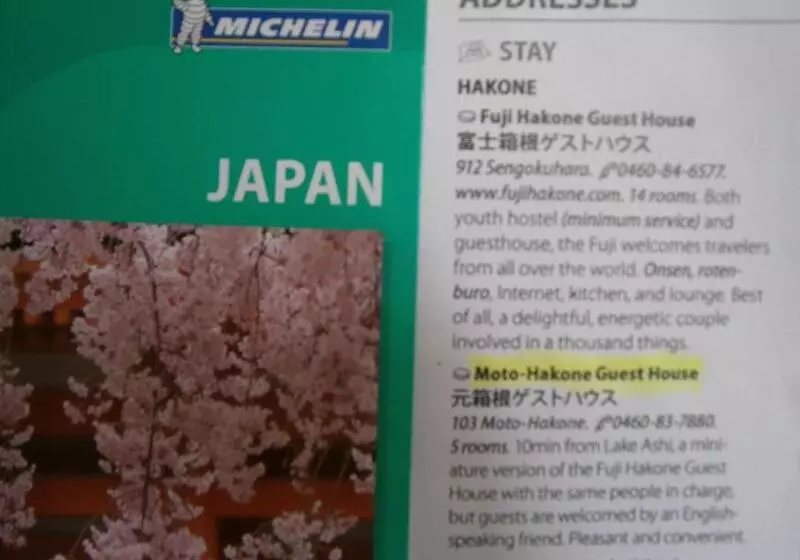 MICHELIN
JAPAN
ADDRESSES
STAY
HAKONE
Fuji Hakone Guest House
富士箱根ゲストハウス
912 Sengokuhara. 0460-84-6577.
www.fujihakone.com. 14 rooms. Both
youth hostel (minimum service) and
guesthouse, the Fuji welcomes travelers
from all over the world. Onsen, roten-
buro, Internet, kitchen, and lounge. Best
of all, a delightful, energetic couple
involved in a thousand things.
Moto-Hakone Guest House
元箱根ゲストハウス
103 Moto-Hakone. 0460-83-7880.
5 rooms. 10min from Lake Ashi, a mini-
ature version of the Fuji Hakone Guest
House with the same people in charge,
but guests are welcomed by an English-
speaking friend. Pleasant and convenient.